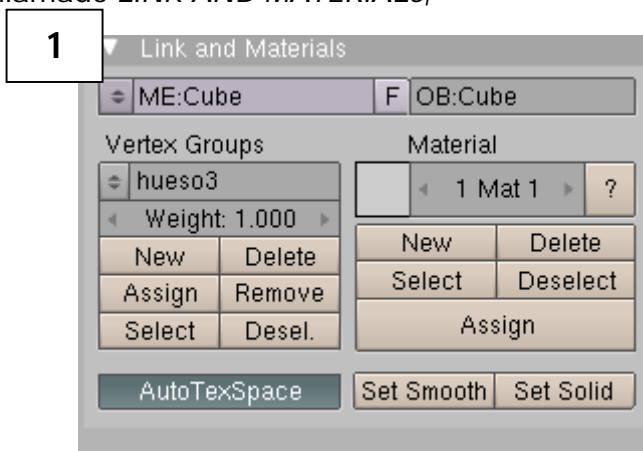 llamado LINK AND MATERIALS,
1
Link and Materials
ME:Cube F OB:Cube
Vertex Groups Material
hueso3 1 Mat 1 ?
Weight: 1.000
New Delete New Delete
Assign Remove Select Deselect
Select Desel. Assign
AutoTexSpace Set Smooth Set Solid